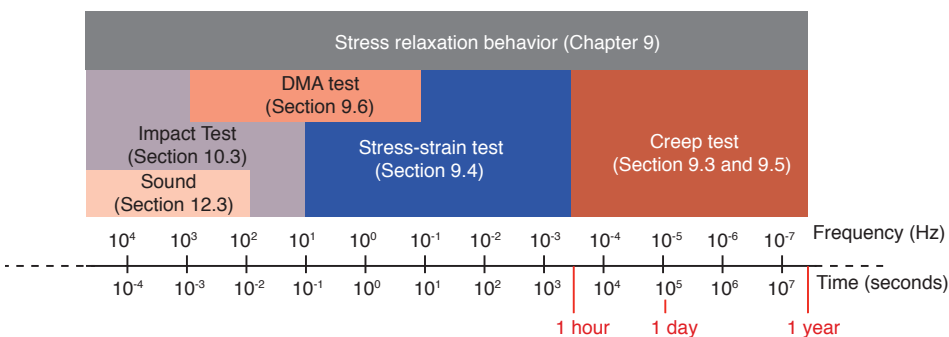 Stress relaxation behavior (Chapter 9)
DMA test
(Section 9.6)
Impact Test
(Section 10.3)
Stress-strain test
(Section 9.4)
Creep test
(Section 9.3 and 9.5)
Sound
(Section 12.3)
10⁴ 10³ 10² 10¹ 10⁰ 10⁻¹ 10⁻² 10⁻³ 10⁻⁴ 10⁻⁵ 10⁻⁶ 10⁻⁷ Frequency (Hz)
10⁻⁴ 10⁻³ 10⁻² 10⁻¹ 10⁰ 10¹ 10² 10³ 10⁴ 10⁵ 10⁶ 10⁷ Time (seconds)
1 hour 1 day 1 year